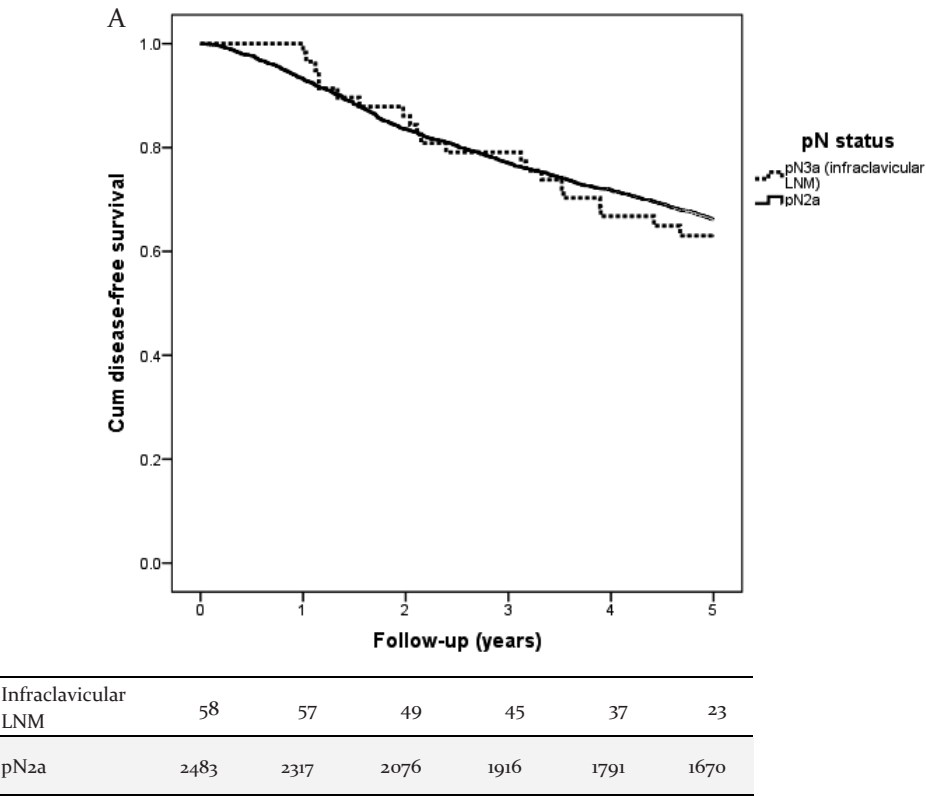 A
1.0
0.8
0.6
0.4
0.2
0.0
Cum disease-free survival
0 1 2 3 4 5
Follow-up (years)
pN status
pN3a (infraclavicular
LNM)
pN2a
Infraclavicular
LNM 58 57 49 45 37 23
pN2a 2483 2317 2076 1916 1791 1670